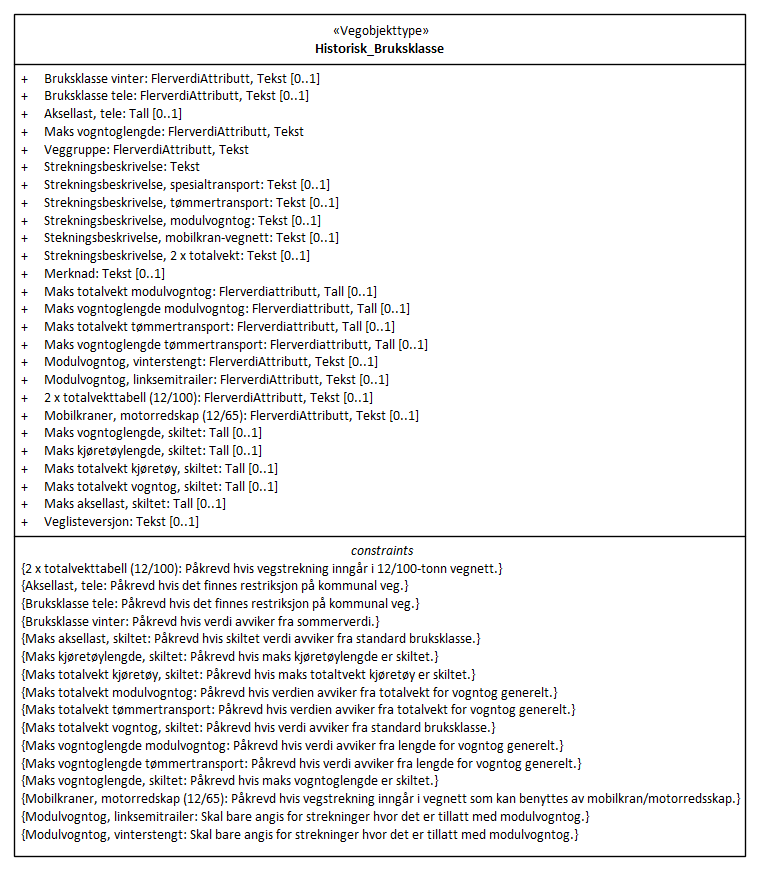 «Vegobjekttype»
Historisk_Bruksklasse
+ Bruksklasse vinter: FlerverdiAttributt, Tekst [0..1]
+ Bruksklasse tele: FlerverdiAttributt, Tekst [0..1]
+ Aksellast, tele: Tall [0..1]
+ Maks vogntoglengde: FlerverdiAttributt, Tekst
+ Veggruppe: FlerverdiAttributt, Tekst
+ Strekningsbeskrivelse: Tekst
+ Strekningsbeskrivelse, spesialtransport: Tekst [0..1]
+ Strekningsbeskrivelse, tømmertransport: Tekst [0..1]
+ Strekningsbeskrivelse, modulvogntog: Tekst [0..1]
+ Stekningsbeskrivelse, mobilkran-vegnett: Tekst [0..1]
+ Strekningsbeskrivelse, 2 x totalvekt: Tekst [0..1]
+ Merknad: Tekst [0..1]
+ Maks totalvekt modulvogntog: Flerverdiattributt, Tall [0..1]
+ Maks vogntoglengde modulvogntog: Flerverdiattributt, Tall [0..1]
+ Maks totalvekt tømmertransport: Flerverdiattributt, Tall [0..1]
+ Maks vogntoglengde tømmertransport: Flerverdiattributt, Tall [0..1]
+ Modulvogntog, vinterstengt: FlerverdiAttributt, Tekst [0..1]
+ Modulvogntog, linksemitrailer: FlerverdiAttributt, Tekst [0..1]
+ 2 x totalvekttabell (12/100): FlerverdiAttributt, Tekst [0..1]
+ Mobilkraner, motorredskap (12/65): FlerverdiAttributt, Tekst [0..1]
+ Maks vogntoglengde, skiltet: Tall [0..1]
+ Maks kjøretøylengde, skiltet: Tall [0..1]
+ Maks totalvekt kjøretøy, skiltet: Tall [0..1]
+ Maks totalvekt vogntog, skiltet: Tall [0..1]
+ Maks aksellast, skiltet: Tall [0..1]
+ Veglisteversjon: Tekst [0..1]
constraints
{2 x totalvekttabell (12/100): Påkrevd hvis vegstrekning inngår i 12/100-tonn vegnett.}
{Aksellast, tele: Påkrevd hvis det finnes restriksjon på kommunal veg.}
{Bruksklasse tele: Påkrevd hvis det finnes restriksjon på kommunal veg.}
{Bruksklasse vinter: Påkrevd hvis verdi avviker fra sommerverdi.}
{Maks aksellast, skiltet: Påkrevd hvis skiltet verdi avviker fra standard bruksklasse.}
{Maks kjøretøylengde, skiltet: Påkrevd hvis maks kjøretøylengde er skiltet.}
{Maks totalvekt kjøretøy, skiltet: Påkrevd hvis maks totaltvekt kjøretøy er skiltet.}
{Maks totalvekt modulvogntog: Påkrevd hvis verdien avviker fra totalvekt for vogntog generelt.}
{Maks totalvekt tømmertransport: Påkrevd hvis verdien avviker fra totalvekt for vogntog generelt.}
{Maks totalvekt vogntog, skiltet: Påkrevd hvis verdi avviker fra standard bruksklasse.}
{Maks vogntoglengde modulvogntog: Påkrevd hvis verdi avviker fra lengde for vogntog generelt.}
{Maks vogntoglengde tømmertransport: Påkrevd hvis verdi avviker fra lengde for vogntog generelt.}
{Maks vogntoglengde, skiltet: Påkrevd hvis maks vogntoglengde er skiltet.}
{Mobilkraner, motorredskap (12/65): Påkrevd hvis vegstrekning inngår i vegnett som kan benyttes av mobilkran/motorredsskap.}
{Modulvogntog, linksemitrailer: Skal bare angis for strekninger hvor det er tillatt med modulvogntog.}
{Modulvogntog, vinterstengt: Skal bare angis for strekninger hvor det er tillatt med modulvogntog.}